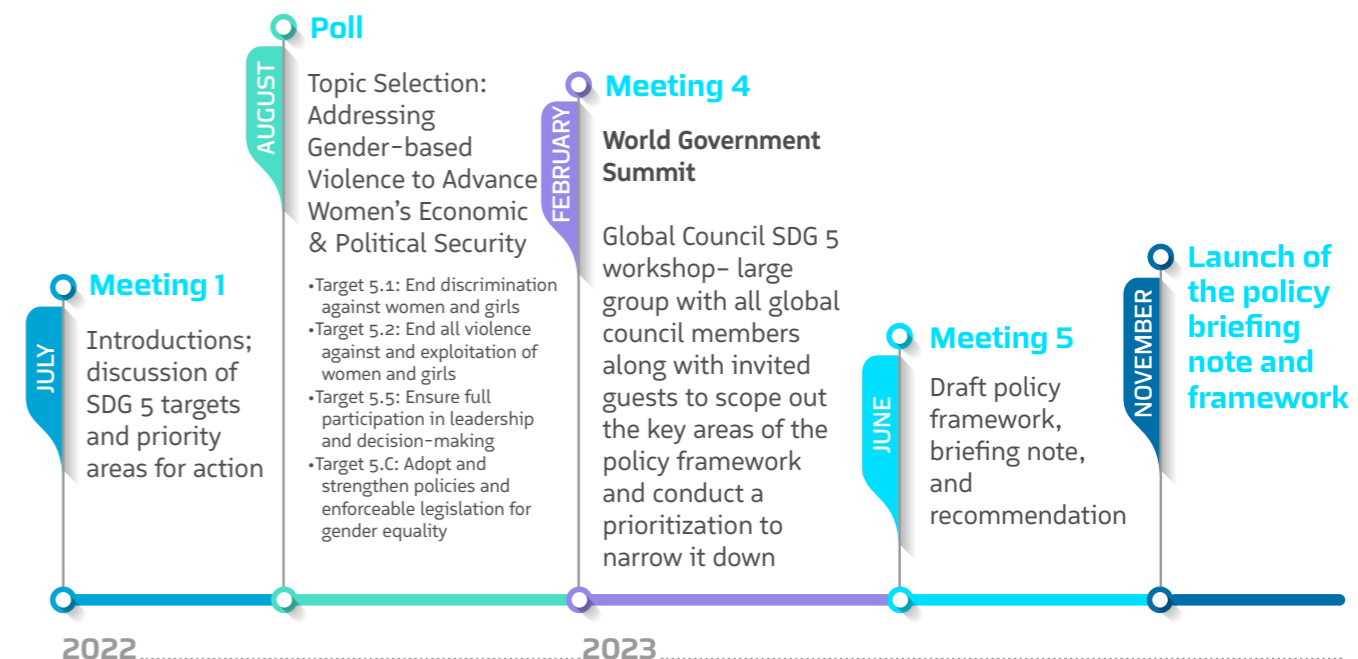 JULY
Meeting 1
Introductions;
discussion of
SDG 5 targets
and priority
areas for action
AUGUST
Poll
Topic Selection:
Addressing
Gender-based
Violence to Advance
Women's Economic
& Political Security
•Target 5.1: End discrimination
against women and girls
•Target 5.2: End all violence
against and exploitation of
women and girls
•Target 5.5: Ensure full
participation in leadership
and decision-making
•Target 5.C: Adopt and
strengthen policies and
enforceable legislation for
gender equality
FEBRUARY
Meeting 4
World Government
Summit
Global Council SDG 5
workshop- large
group with all global
council members
along with invited
guests to scope out
the key areas of the
policy framework
and conduct a
prioritization to
narrow it down
JUNE
Meeting 5
Draft policy
framework,
briefing note,
and
recommendation
NOVEMBER
Launch of
the policy
briefing
note and
framework
2022
2023